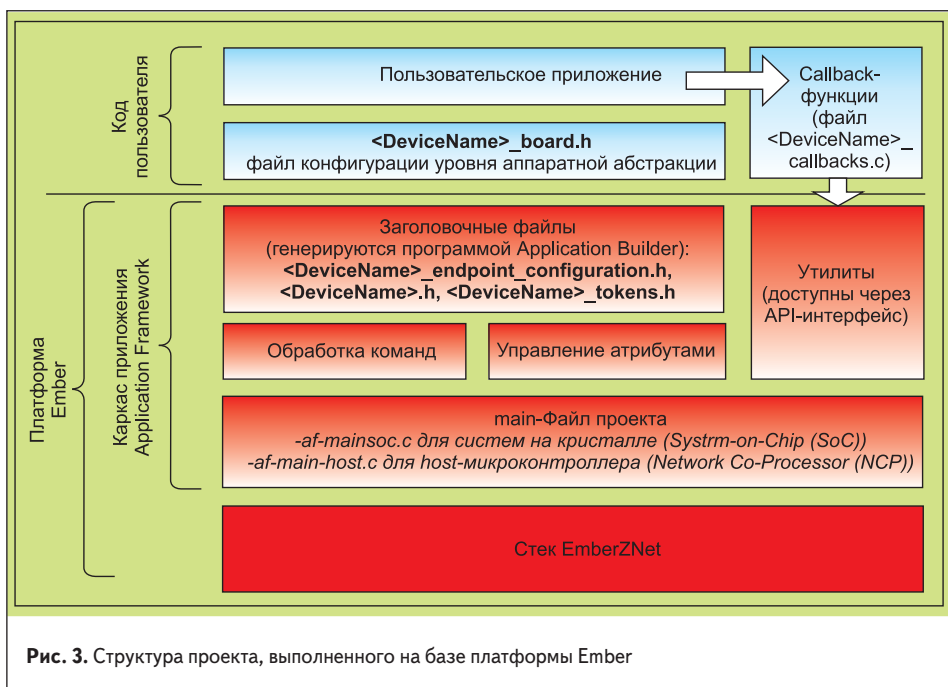 Код
пользователя
Пользовательское приложение
Callback-
функции
(файл
<DeviceName>_
callbacks.c)
<DeviceName>_board.h
файл конфигурации уровня аппаратной абстракции
Платформа
Ember
Каркас приложения
Application Framework
Заголовочные файлы
(генерируются программой Application Builder):
<DeviceName>_endpoint_configuration.h,
<DeviceName>.h, <DeviceName>_tokens.h
Утилиты
(доступны через
API-интерфейс)
Обработка команд
Управление атрибутами
main-Файл проекта
-af-mainsoc.c для систем на кристалле (Systrm-on-Chip (SoC))
-af-main-host.c для host-микроконтроллера (Network Co-Processor (NCP))
Стек EmberZNet
Рис. 3. Структура проекта, выполненного на базе платформы Ember